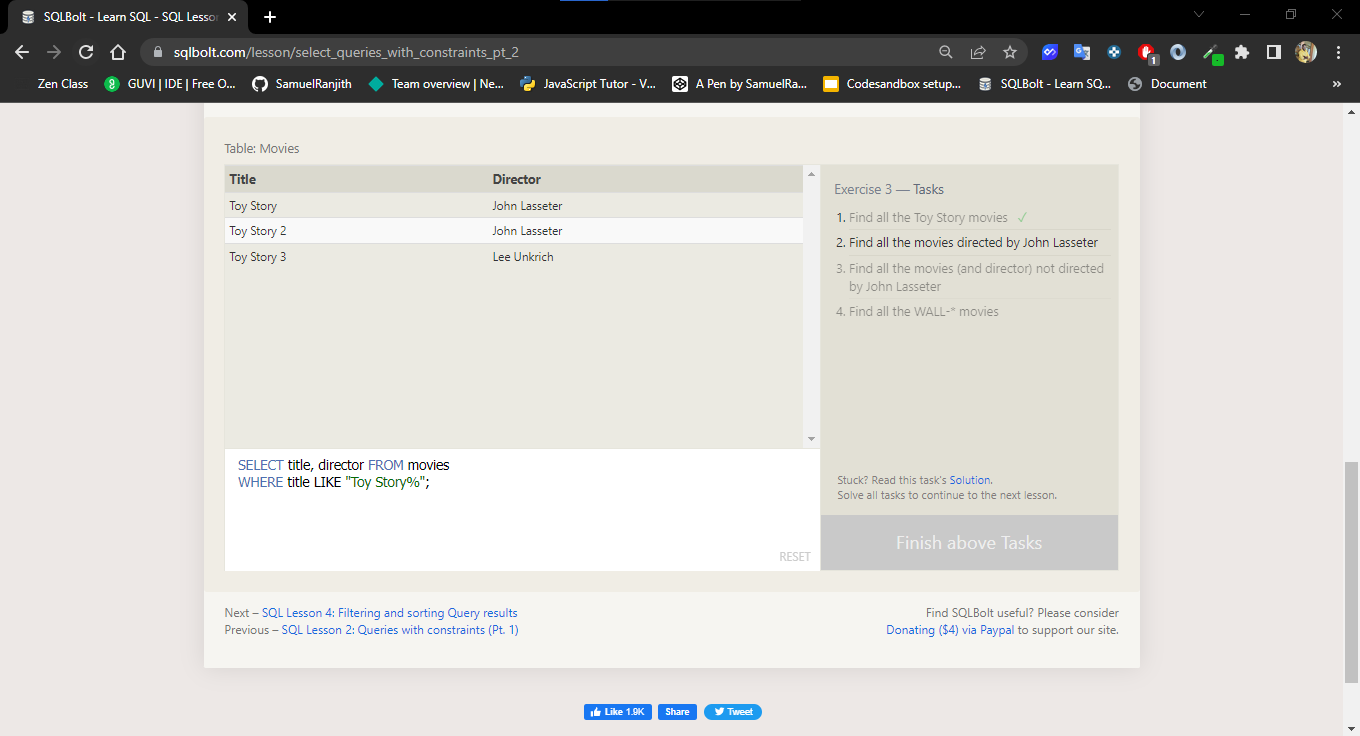 SQLBolt - Learn SQL - SQL Lesson
sqlbolt.com/lesson/select_queries_with_constraints_pt_2
1
Zen Class
GUVI | IDE | Free O...
SamuelRanjith
Team overview | Ne...
JavaScript Tutor - V...
A Pen by SamuelRa...
Codesandbox setup...
SQLBolt - Learn SQ...
Document
»
Table: Movies
Title Director
Toy Story John Lasseter
Toy Story 2 John Lasseter
Toy Story 3 Lee Unkrich
SELECT title, director FROM movies
WHERE title LIKE "Toy Story%";
RESET
Exercise 3 — Tasks
1. Find all the Toy Story movies ✓
2. Find all the movies directed by John Lasseter
3. Find all the movies (and director) not directed
by John Lasseter
4. Find all the WALL-* movies
Stuck? Read this task's Solution.
Solve all tasks to continue to the next lesson.
Finish above Tasks
Next – SQL Lesson 4: Filtering and sorting Query results
Previous – SQL Lesson 2: Queries with constraints (Pt. 1)
Find SQLBolt useful? Please consider
Donating ($4) via Paypal to support our site.
Like 1.9K
Share
Tweet